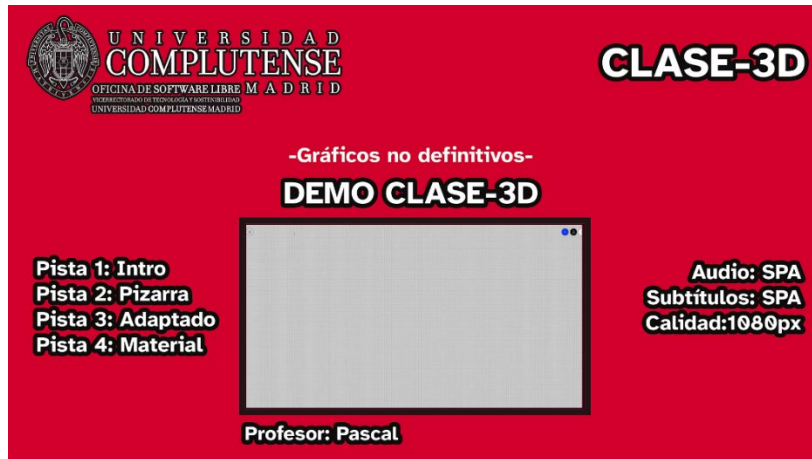 UNIVERSIDAD
COMPLUTENSE
OFICINA DE SOFTWARE LIBRE MADRID
VICERRECTORADO DE TECNOLOGÍA Y SOSTENIBILIDAD
UNIVERSIDAD COMPLUTENSE MADRID
CLASE-3D
-Gráficos no definitivos-
DEMO CLASE-3D
Pista 1: Intro
Pista 2: Pizarra
Pista 3: Adaptado
Pista 4: Material
Audio: SPA
Subtítulos: SPA
Calidad:1080px
Profesor: Pascal